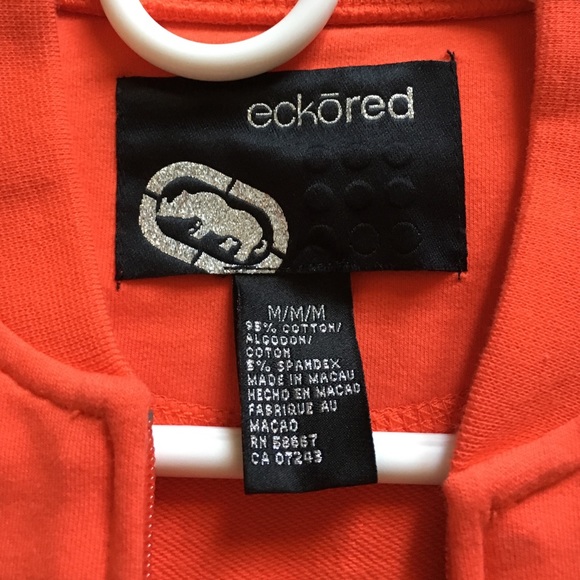 eckōred
M/M/M
95% COTTON/
ALGODON/
COTON
5% SPANDEX
MADE IN MACAU
HECHO EN MACAO
FABRIQUE AU
MACAO
RN 58667
CA 07243